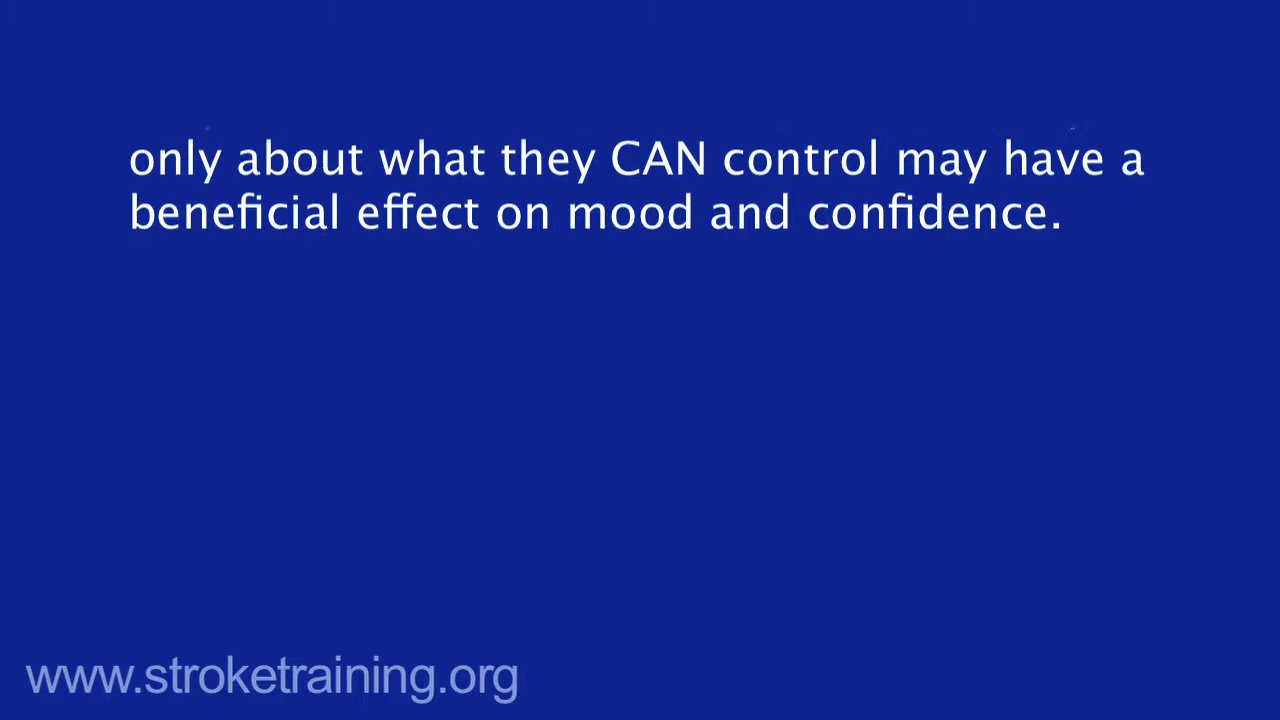 only about what they CAN control may have a
beneficial effect on mood and confidence.
www.stroketraining.org